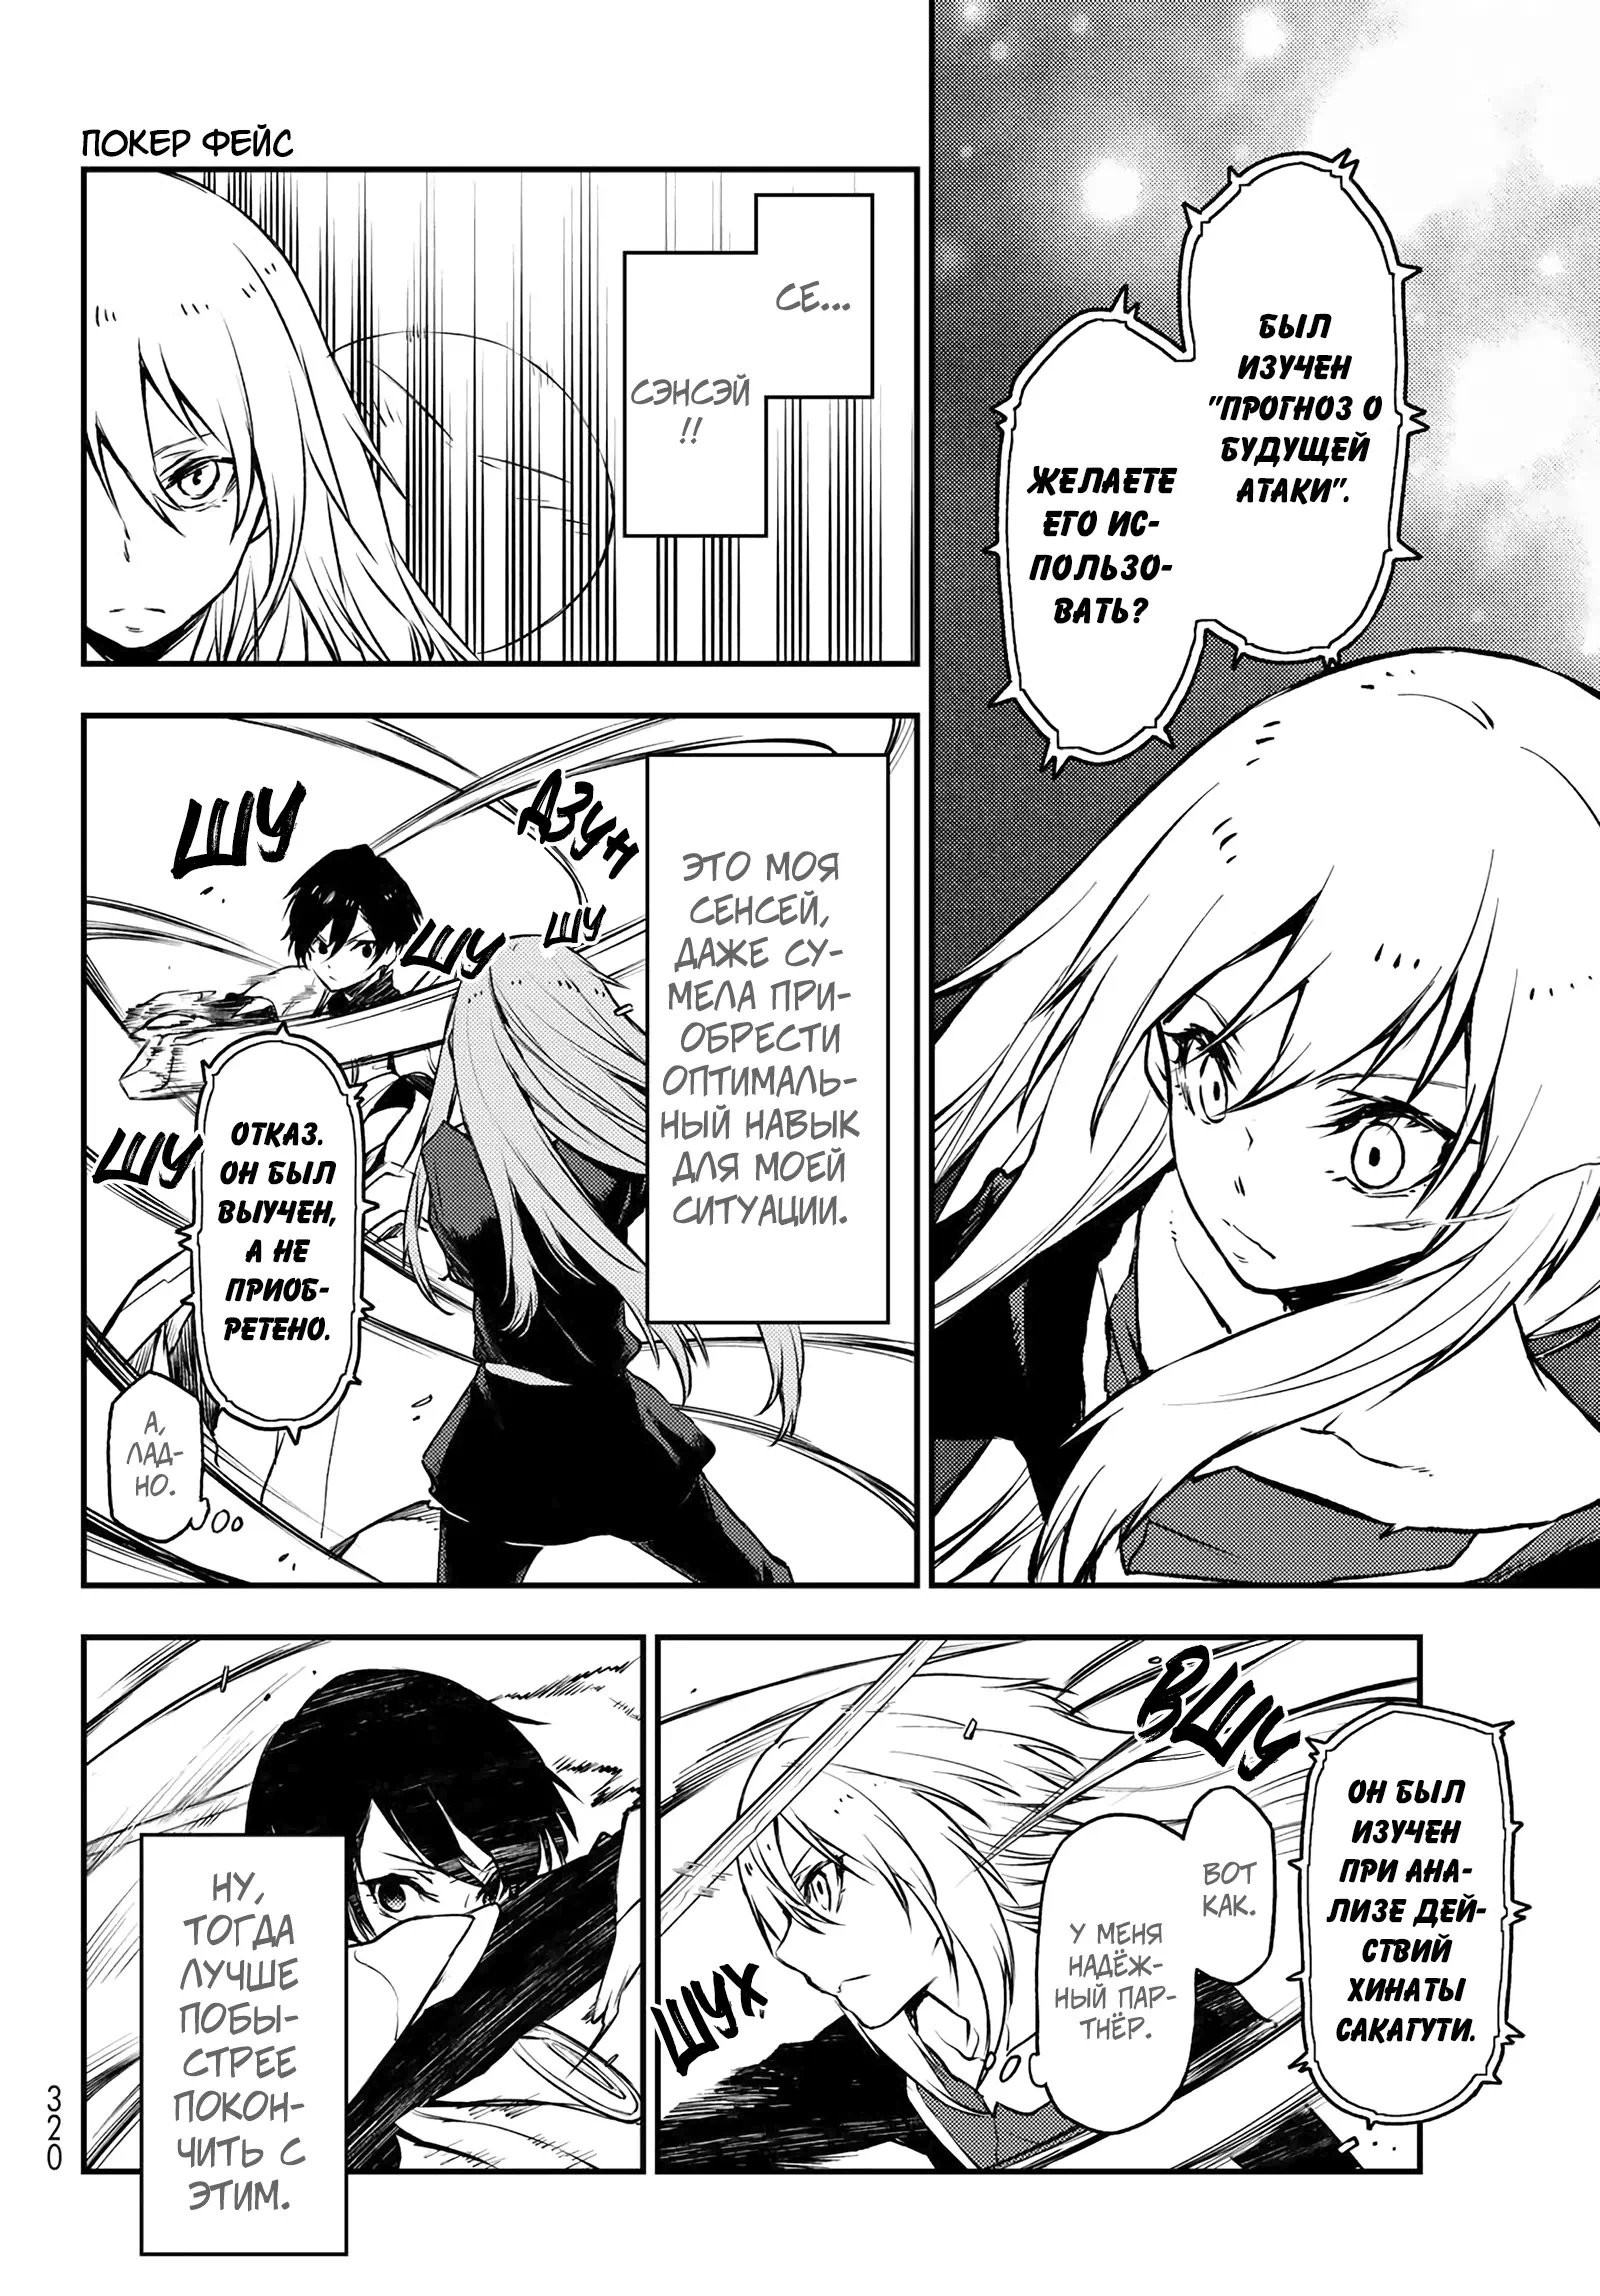 БЫЛ
ИЗУЧЕН
"ПРОГНОЗ О
БУДУЩЕЙ
АТАКИ".
ЖЕЛАЕТЕ
ЕГО ИС-
ПОЛЬЗО-
ВАТЬ?
ПОКЕР ФЕЙС
СЕ...
СЭНСЭЙ
!!
ЭТО МОЯ
СЕНСЕЙ,
ДАЖЕ СУ-
МЕЛА ПРИ-
ОБРЕСТИ
ОПТИМАЛЬ-
НЫЙ НАВЫК
ДЛЯ МОЕЙ
СИТУАЦИИ.
ДЗУН
ШУ
ШУ
ШУ
ШУ
ОТКАЗ.
ОН БЫЛ
ВЫУЧЕН,
А НЕ
ПРИОБ-
РЕТЕНО.
А,
ЛАД-
НО.
ОН БЫЛ
ИЗУЧЕН
ПРИ АНА-
ЛИЗЕ ДЕЙ-
СТВИЙ
ХИНАТЫ
САКАГУТИ.
ВШУ
ВОТ
КАК.
У МЕНЯ
НАДЁЖ-
НЫЙ ПАР-
ТНЁР.
ШУХ
НУ,
ТОГДА
ЛУЧШЕ
ПОБЫ-
СТРЕЕ
ПОКОН-
ЧИТЬ С
ЭТИМ.
320